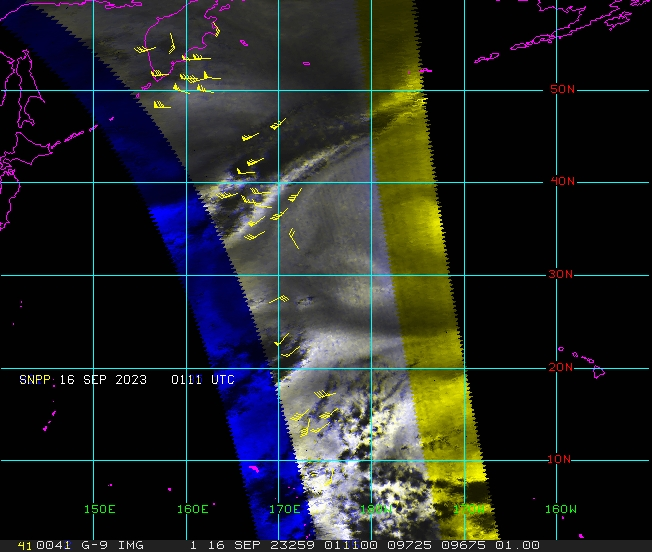 50N
40N
30N
20N
SNPP 16 SEP 2023 0111 UTC
10N
150E 160E 170E 180W 160W
41 0041 G-9 IMG 1 16 SEP 23259 011100 09725 09675 01.00